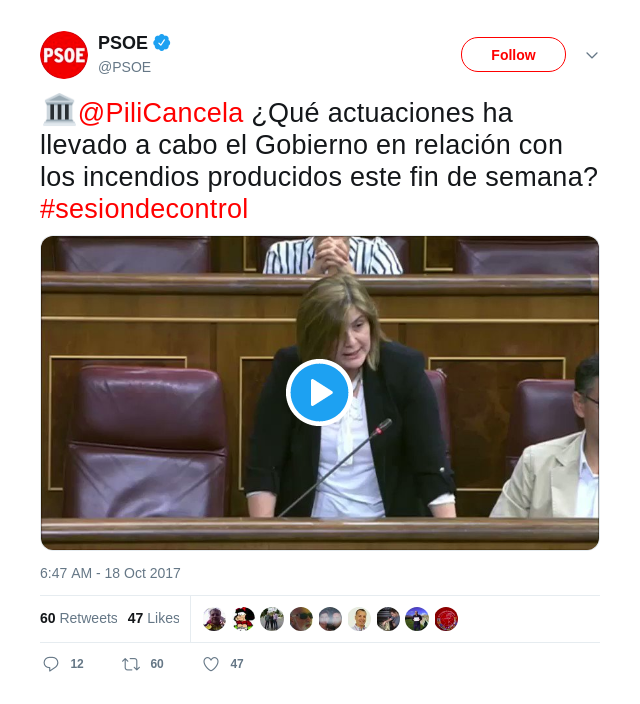 PSOE
PSOE
@PSOE
Follow
@PiliCancela ¿Qué actuaciones ha
llevado a cabo el Gobierno en relación con
los incendios producidos este fin de semana?
#sesiondecontrol
6:47 AM - 18 Oct 2017
60 Retweets 47 Likes
12 60 47